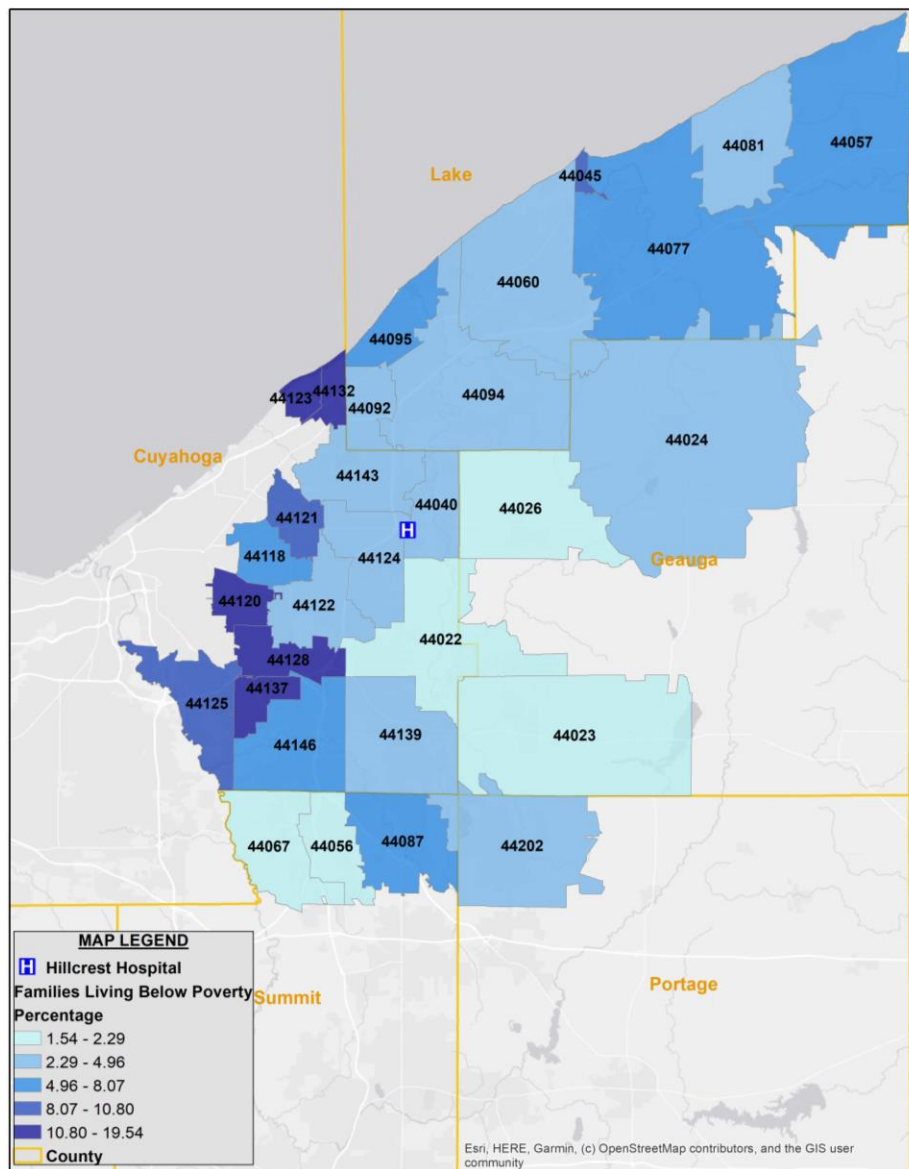 44057
44081
44045
Lake
44077
44060
44095
44132
44123
44092
44094
44024
Cuyahoga
44143
44040
44026
44121
H
44118
44124
Geauga
44120
44122
44022
44128
44137
44125
44139
44023
44146
44067
44056
44087
44202
MAP LEGEND
H Hillcrest Hospital
Families Living Below Poverty
Percentage
1.54 - 2.29
2.29 - 4.96
4.96 - 8.07
8.07 - 10.80
10.80 - 19.54
County
Summit
Portage
Esri, HERE, Garmin, (c) OpenStreetMap contributors, and the GIS user
community